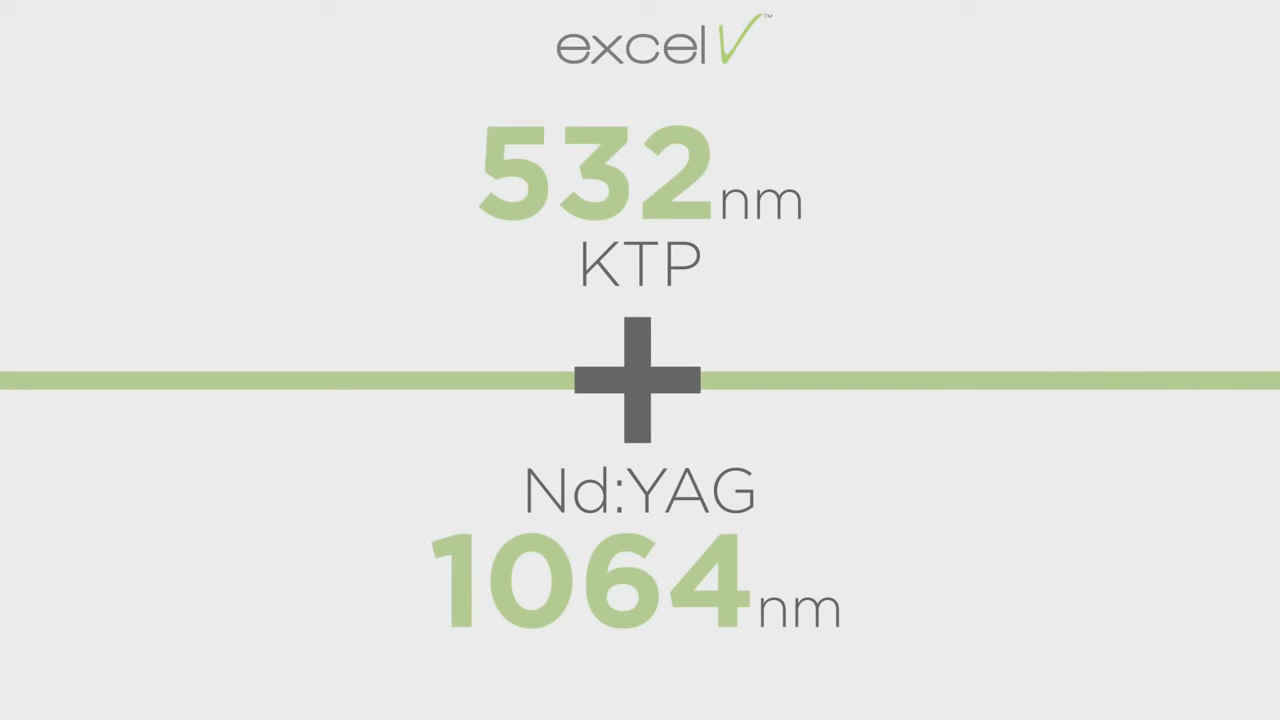 excel V™
532nm
KTP
+
Nd:YAG
1064nm